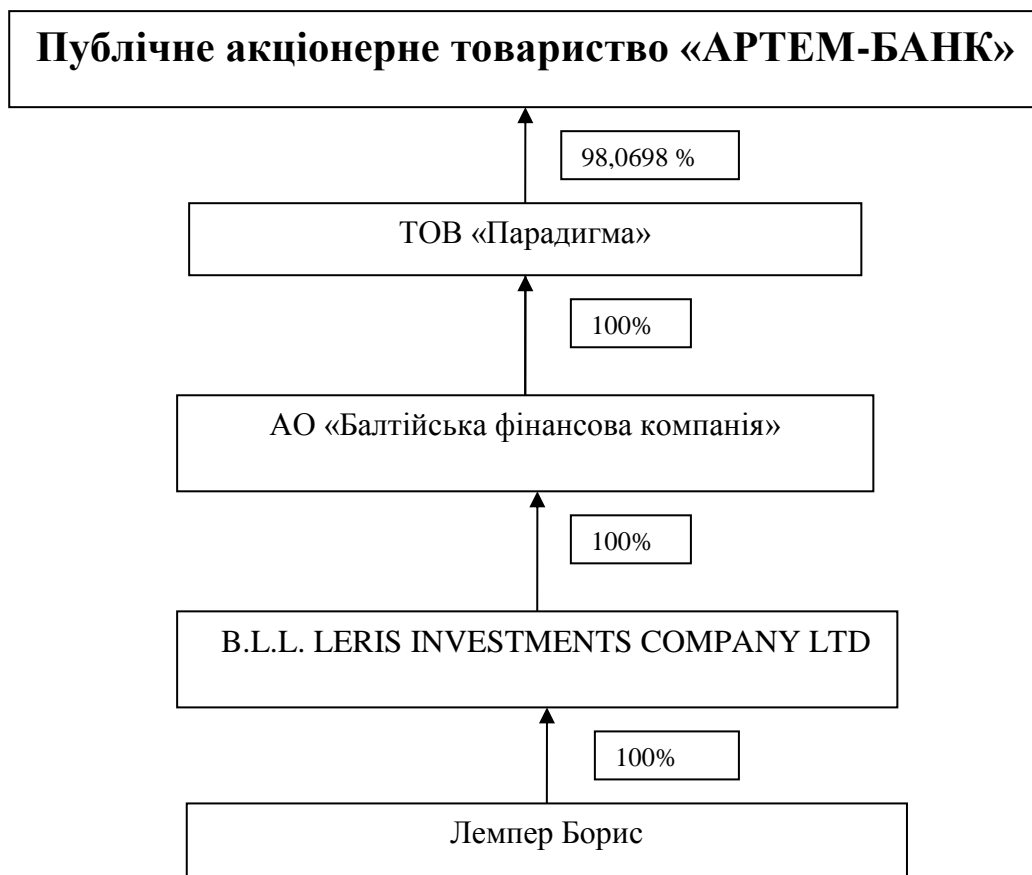 Публічне акціонерне товариство «АРТЕМ-БАНК»
98,0698 %
ТОВ «Парадигма»
100%
АО «Балтійська фінансова компанія»
100%
B.L.L. LERIS INVESTMENTS COMPANY LTD
100%
Лемпер Борис